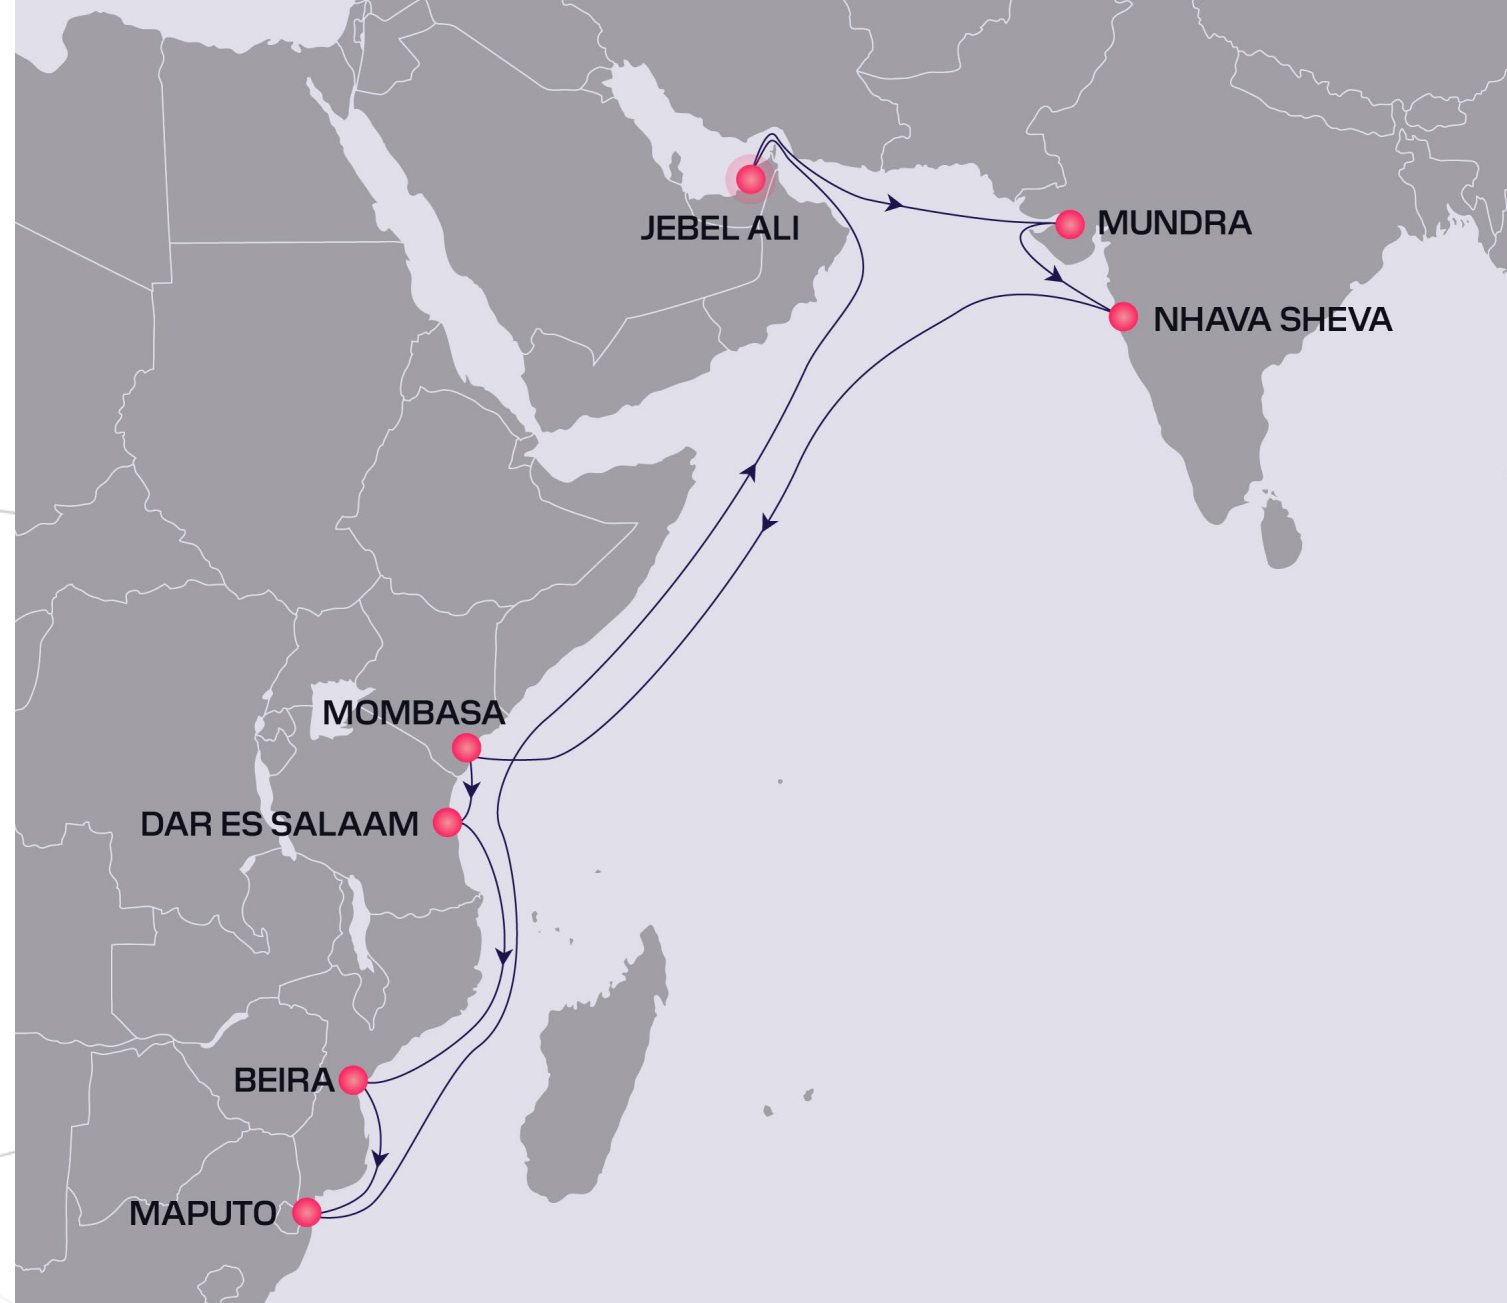 JEBEL ALI
MUNDRA
NHAVA SHEVA
MOMBASA
DAR ES SALAAM
BEIRA
MAPUTO